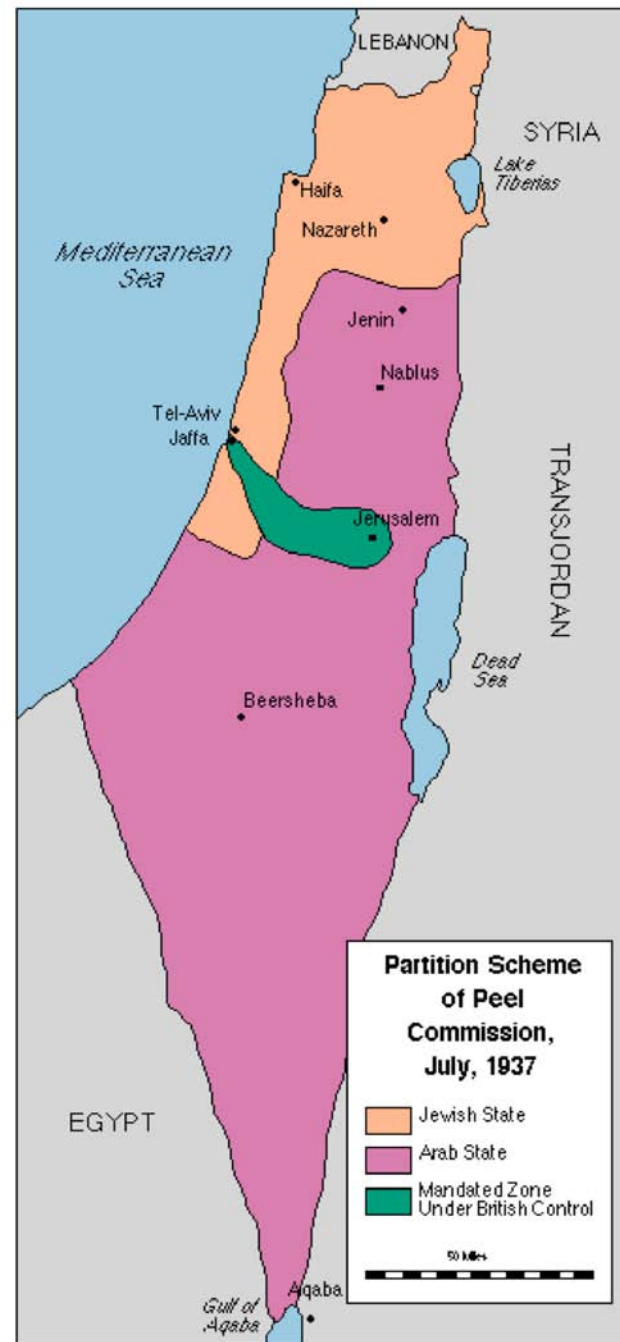 LEBANON
SYRIA
Lake
Tiberias
Haifa
Nazareth
Mediterranean
Sea
Jenin
Nablus
Tel-Aviv
Jaffa
Jerusalem
TRANSJORDAN
Dead
Sea
Beersheba
EGYPT
Partition Scheme
of Peel
Commission,
July, 1937
Jewish State
Arab State
Mandated Zone
Under British Control
50 Miles
Aqaba
Gulf of
Aqaba